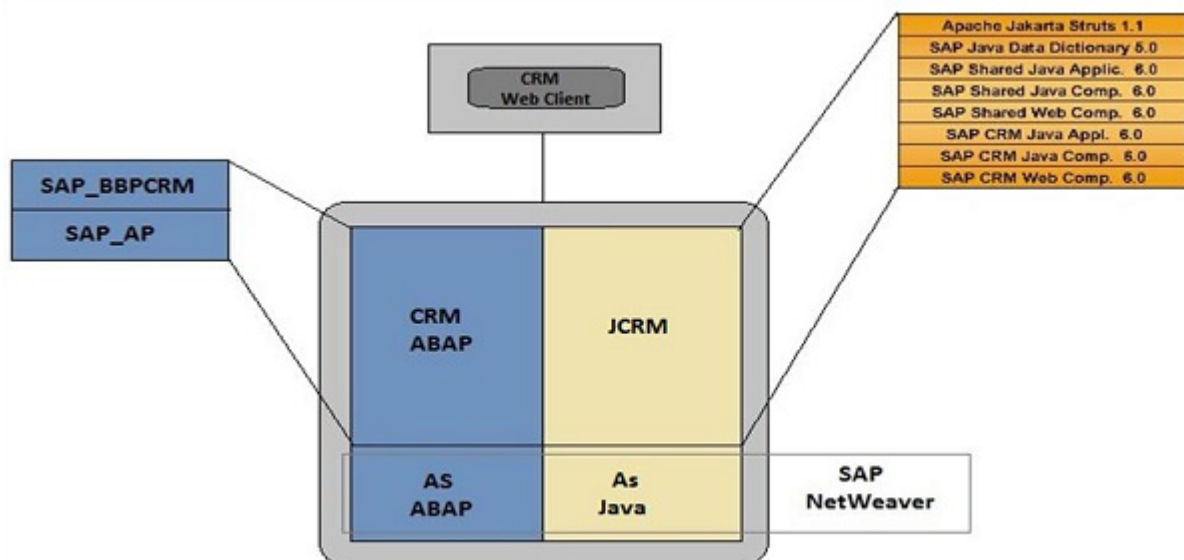 Apache Jakarta Struts 1.1
SAP Java Data Dictionary 5.0
SAP Shared Java Applic. 6.0
SAP Shared Java Comp. 6.0
SAP Shared Web Comp. 6.0
SAP CRM Java Appl. 6.0
SAP CRM Java Comp. 6.0
SAP CRM Web Comp. 6.0
CRM
Web Client
SAP_BBPCRM
SAP_AP
CRM
ABAP
JCRM
AS
ABAP
As
Java
SAP
NetWeaver